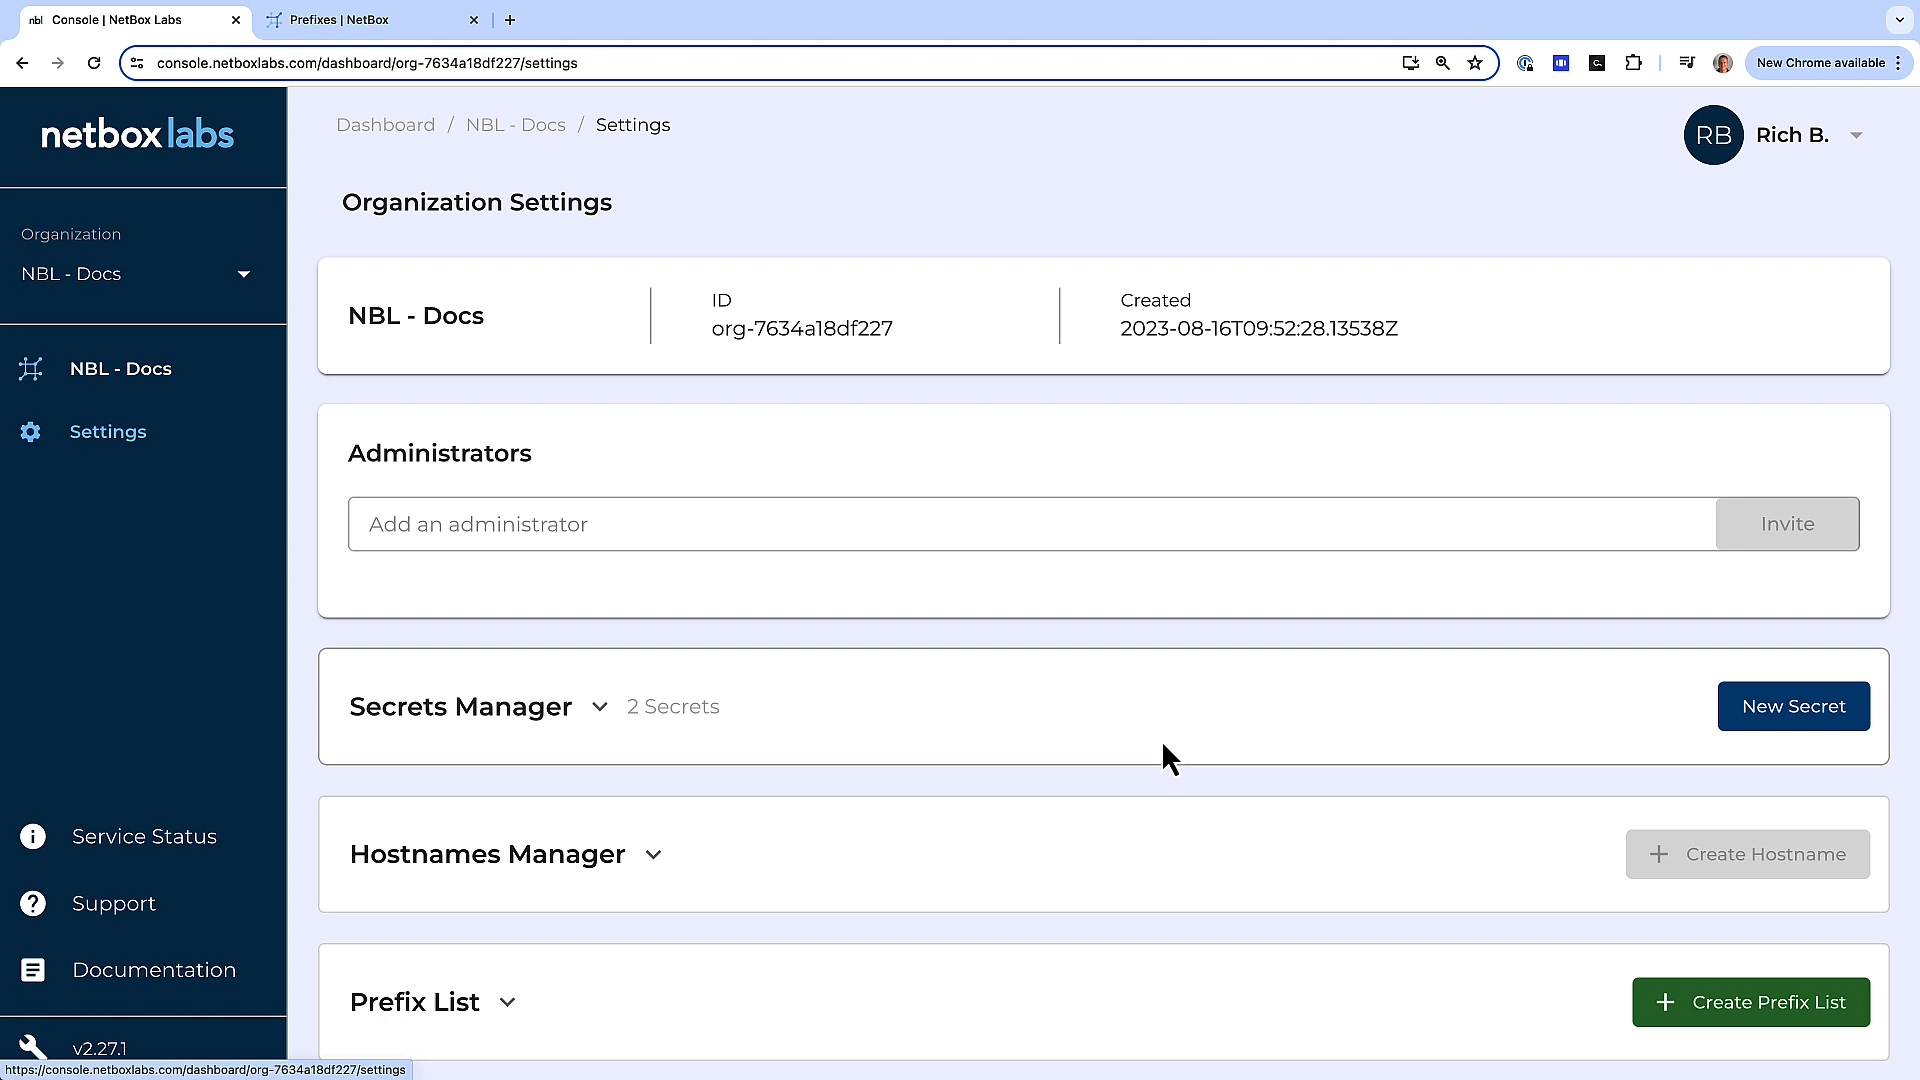 nbl Console | NetBox Labs
Prefixes | NetBox
console.netboxlabs.com/dashboard/org-7634a18df227/settings
New Chrome available
netbox labs
Dashboard / NBL - Docs / Settings
RB Rich B.
Organization
NBL - Docs
NBL - Docs
Settings
Organization Settings
NBL - Docs
ID
org-7634a18df227
Created
2023-08-16T09:52:28.13538Z
Administrators
Add an administrator
Invite
Secrets Manager 2 Secrets
New Secret
Hostnames Manager
+ Create Hostname
Prefix List
+ Create Prefix List
Service Status
Support
Documentation
v2.27.1
https://console.netboxlabs.com/dashboard/org-7634a18df227/settings